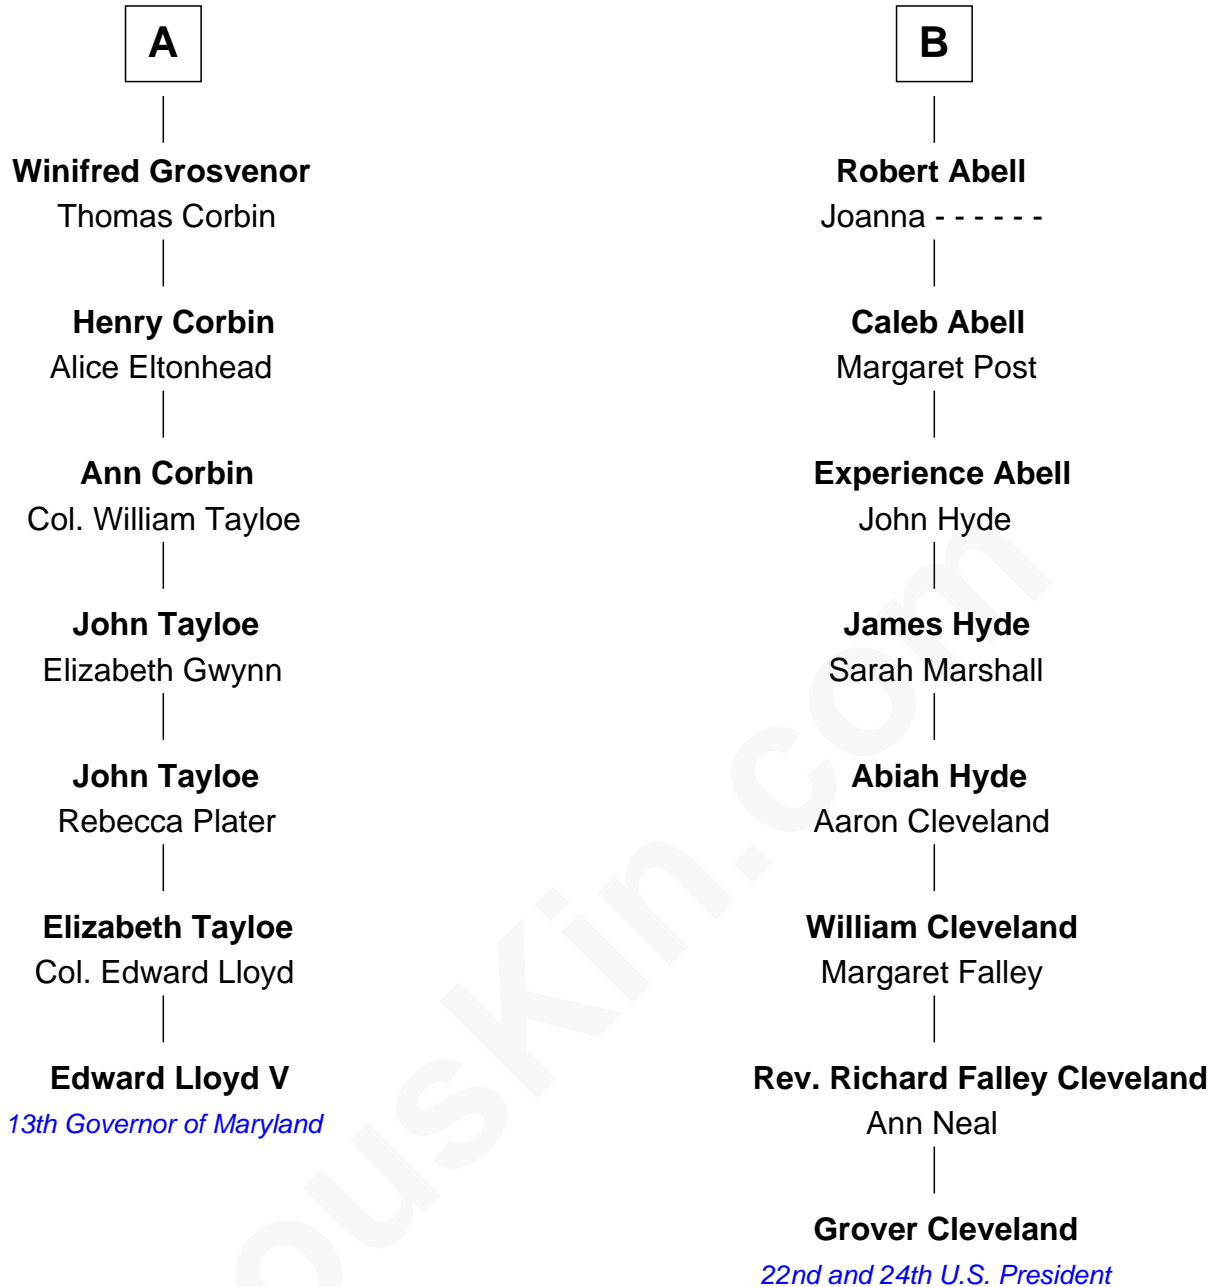 A
Winifred Grosvenor
Thomas Corbin
Henry Corbin
Alice Eltonhead
Ann Corbin
Col. William Tayloe
John Tayloe
Elizabeth Gwynn
John Tayloe
Rebecca Plater
Elizabeth Tayloe
Col. Edward Lloyd
Edward Lloyd V
13th Governor of Maryland
B
Robert Abell
Joanna - - - - - -
Caleb Abell
Margaret Post
Experience Abell
John Hyde
James Hyde
Sarah Marshall
Abiah Hyde
Aaron Cleveland
William Cleveland
Margaret Falley
Rev. Richard Falley Cleveland
Ann Neal
Grover Cleveland
22nd and 24th U.S. President
ousKin.com